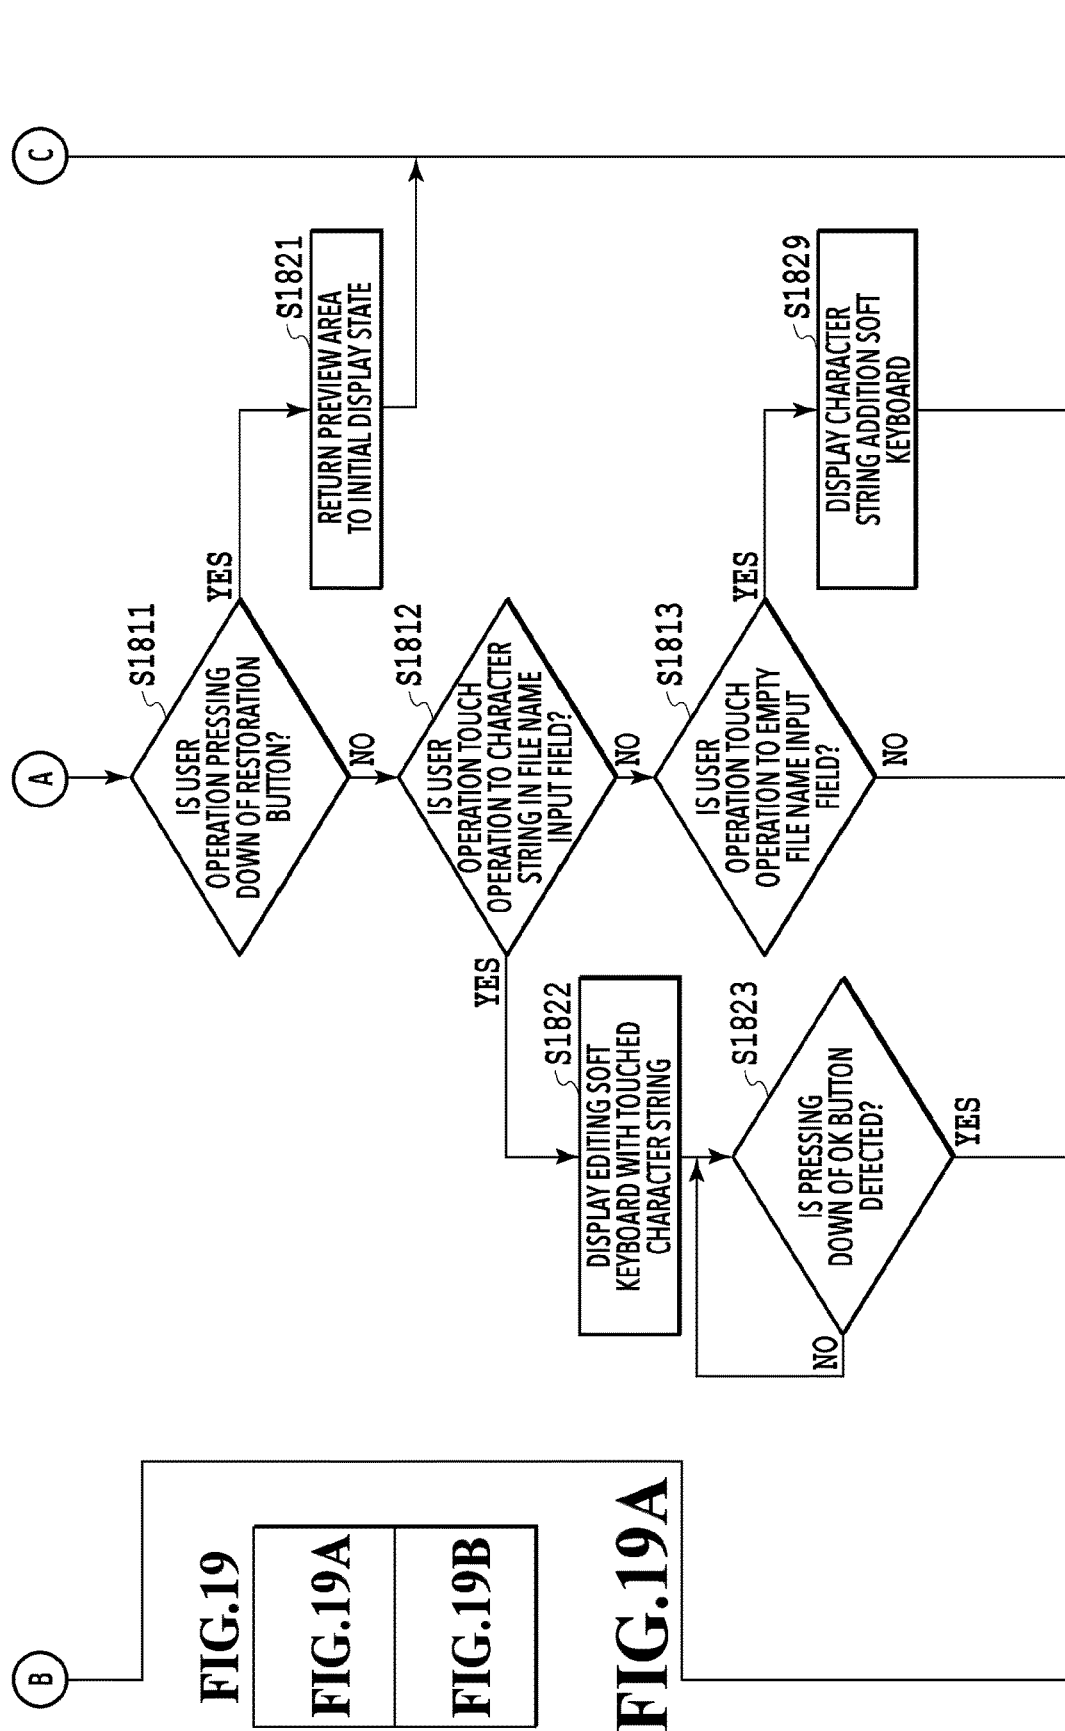 FIG.19
FIG.19A
FIG.19B
FIG.19A
B
A
C
S1811
IS USER
OPERATION PRESSING
DOWN OF RESTORATION
BUTTON?
YES
NO
S1821
RETURN PREVIEW AREA
TO INITIAL DISPLAY STATE
S1812
IS USER
OPERATION TOUCH
OPERATION TO CHARACTER
STRING IN FILE NAME
INPUT FIELD?
YES
NO
S1822
DISPLAY EDITING SOFT
KEYBOARD WITH TOUCHED
CHARACTER STRING
S1813
IS USER
OPERATION TOUCH
OPERATION TO EMPTY
FILE NAME INPUT
FIELD?
YES
NO
S1829
DISPLAY CHARACTER
STRING ADDITION SOFT
KEYBOARD
S1823
IS PRESSING
DOWN OF OK BUTTON
DETECTED?
NO
YES